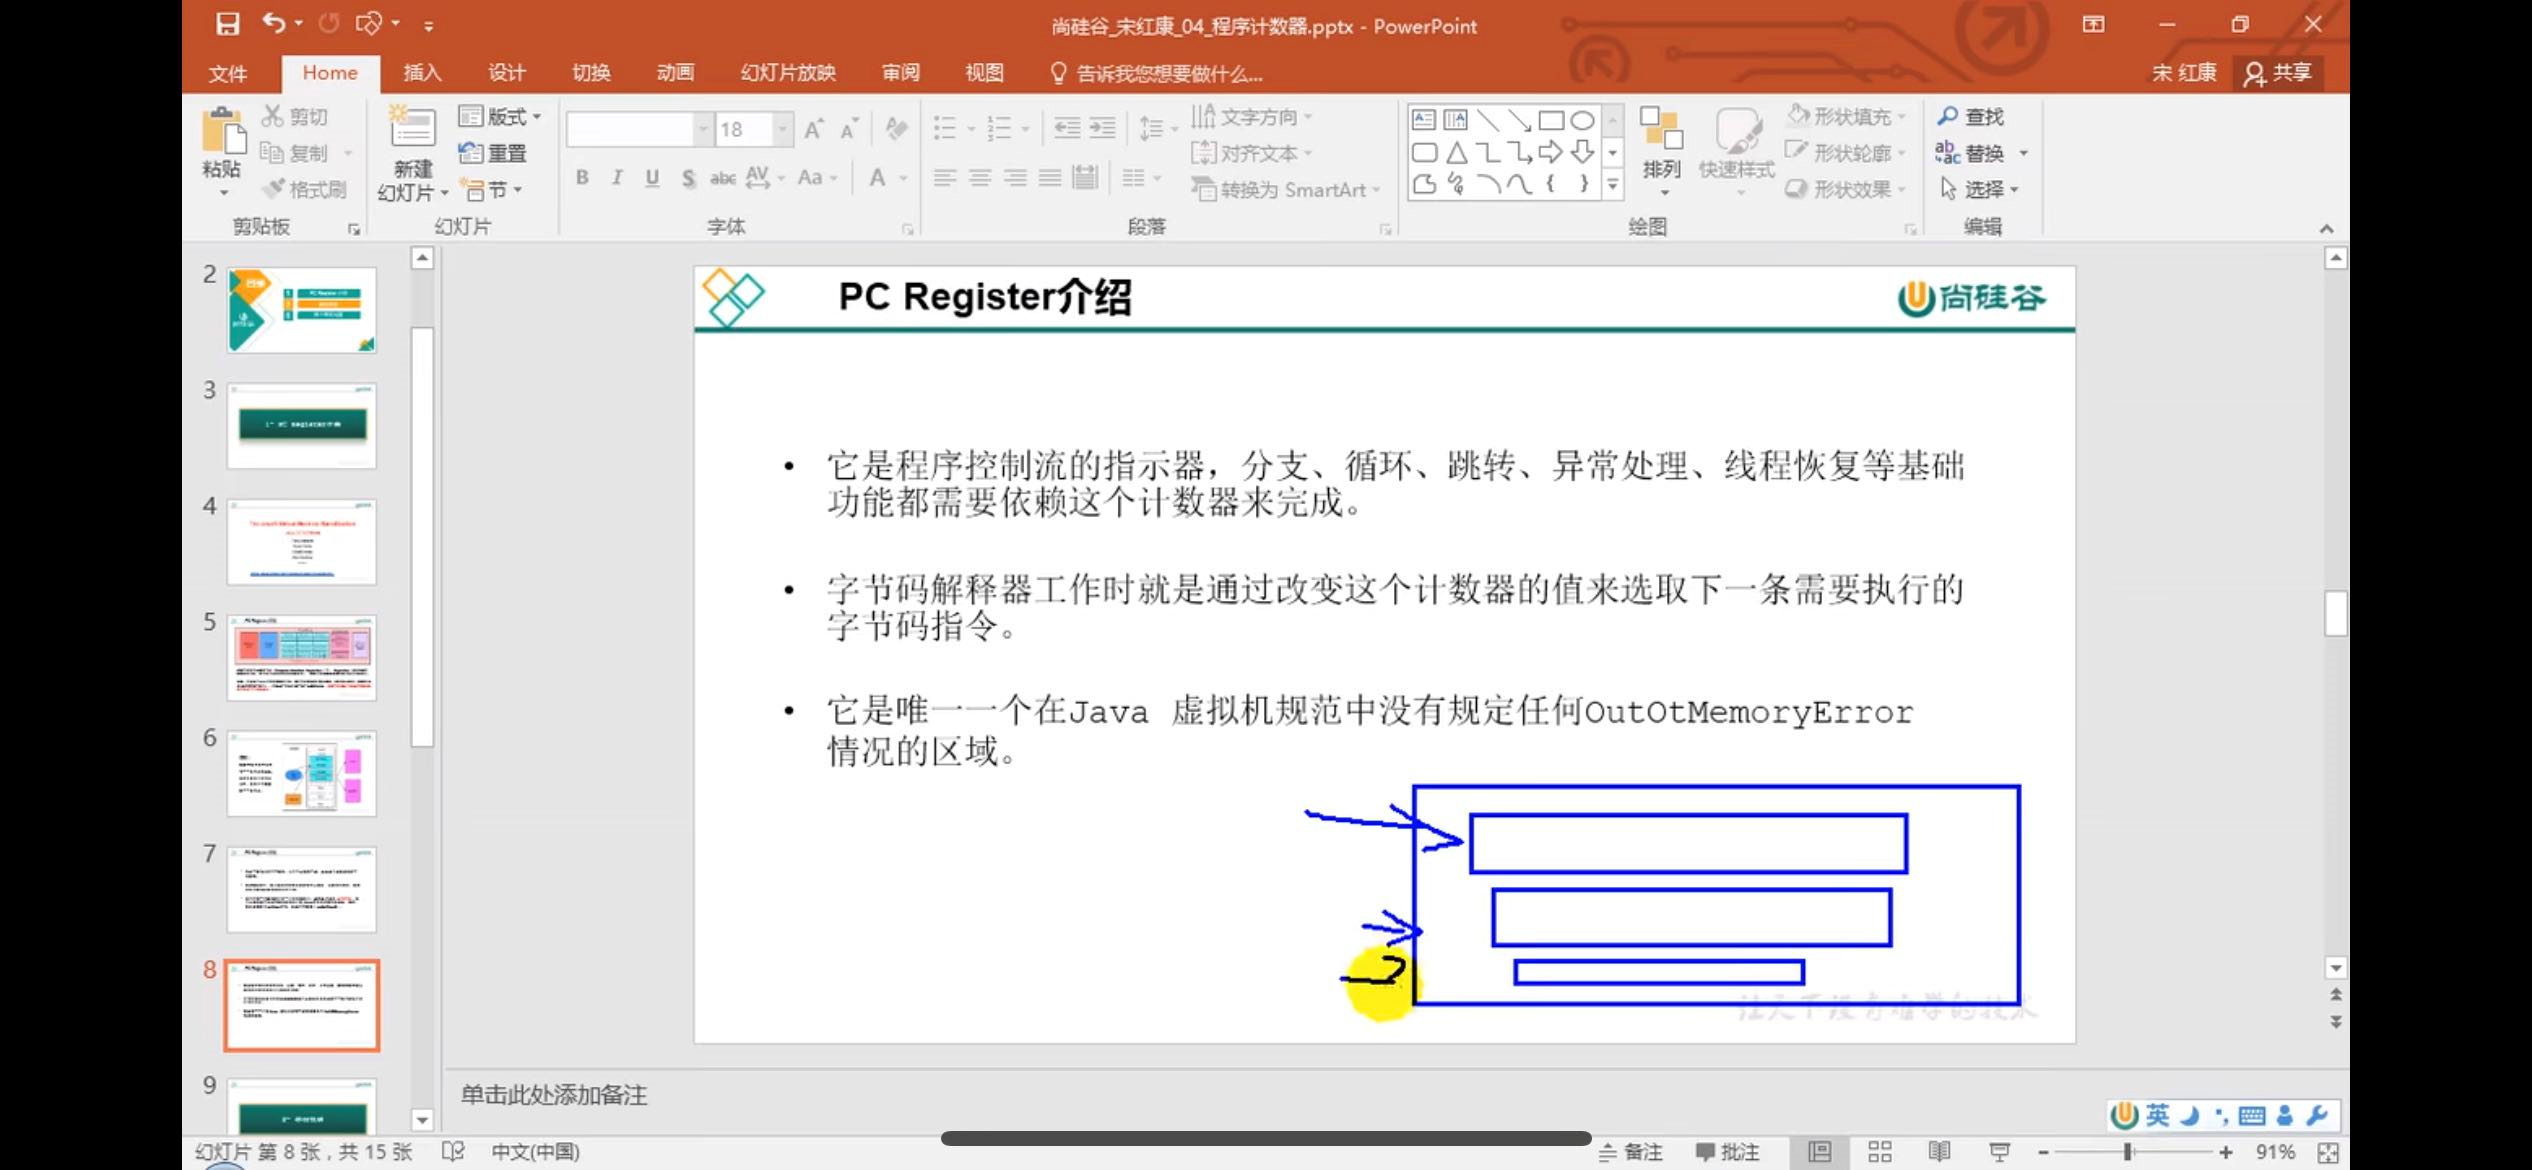 尚硅谷_宋红康_04_程序计数器.pptx - PowerPoint
文件 Home 插入 设计 切换 动画 幻灯片放映 审阅 视图 告诉我您想要做什么... 宋 红康 共享
粘贴 剪切 复制 格式刷 剪贴板
新建 幻灯片 版式 重置 节 幻灯片
18 A A B I U S abc AV Aa A 字体
文字方向 对齐文本 转换为 SmartArt 段落
排列 快速样式 形状填充 形状轮廓 形状效果 绘图
查找 替换 选择 编辑
2
3
4
5
6
7
8
9
PC Register介绍
尚硅谷
• 它是程序控制流的指示器，分支、循环、跳转、异常处理、线程恢复等基础
功能都需要依赖这个计数器来完成。
• 字节码解释器工作时就是通过改变这个计数器的值来选取下一条需要执行的
字节码指令。
• 它是唯一一个在Java 虚拟机规范中没有规定任何OutOtMemoryError
情况的区域。
让天下没有难学的技术
单击此处添加备注
英
幻灯片 第 8 张，共 15 张 中文(中国) 备注 批注 91%